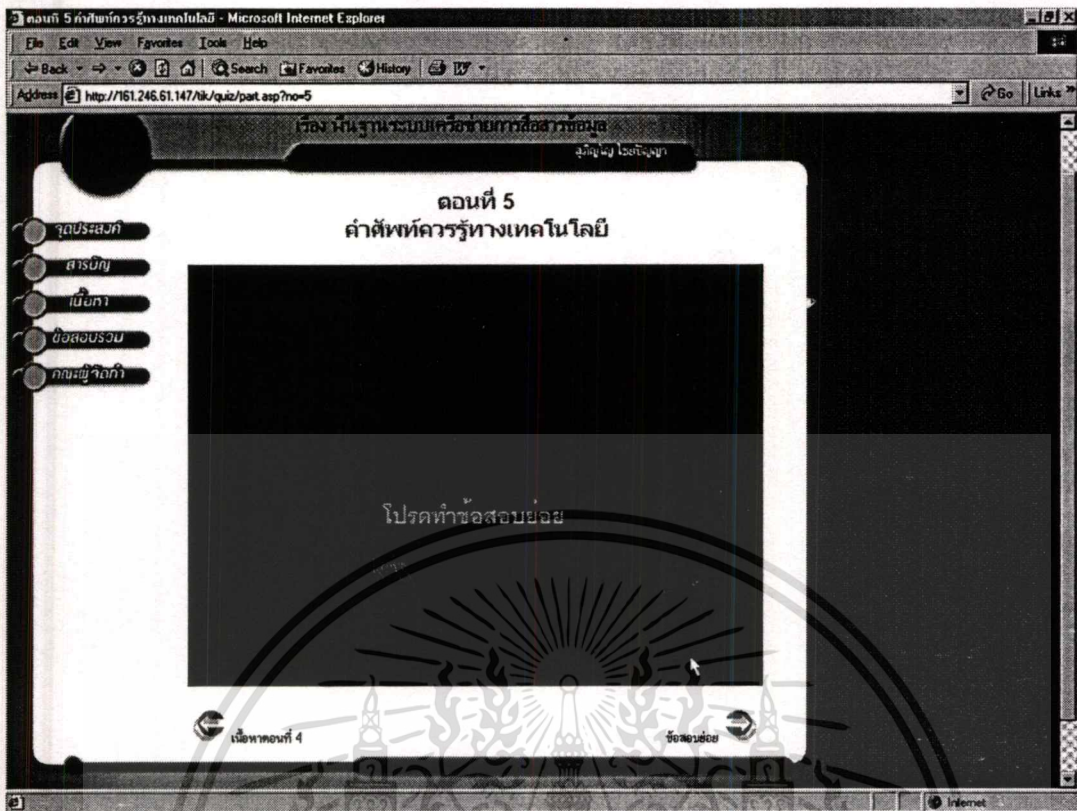 ตอนที่ 5 คำศัพท์ควรรู้ทางเทคโนโลยี - Microsoft Internet Explorer
File Edit View Favorites Tools Help
Back Search Favorites History
Address http://161.246.61.147/tik/quiz/part.asp?no=5 Go Links
เรื่อง พื้นฐานระบบเครือข่ายการสื่อสารข้อมูล
ตอนที่ 5
คำศัพท์ควรรู้ทางเทคโนโลยี
จุดประสงค์
สารบัญ
เนื้อหา
ข้อสอบรวม
คณะผู้จัดทำ
โปรดทำข้อสอบย่อย
เนื้อหาตอนที่ 4
ข้อสอบย่อย
Internet